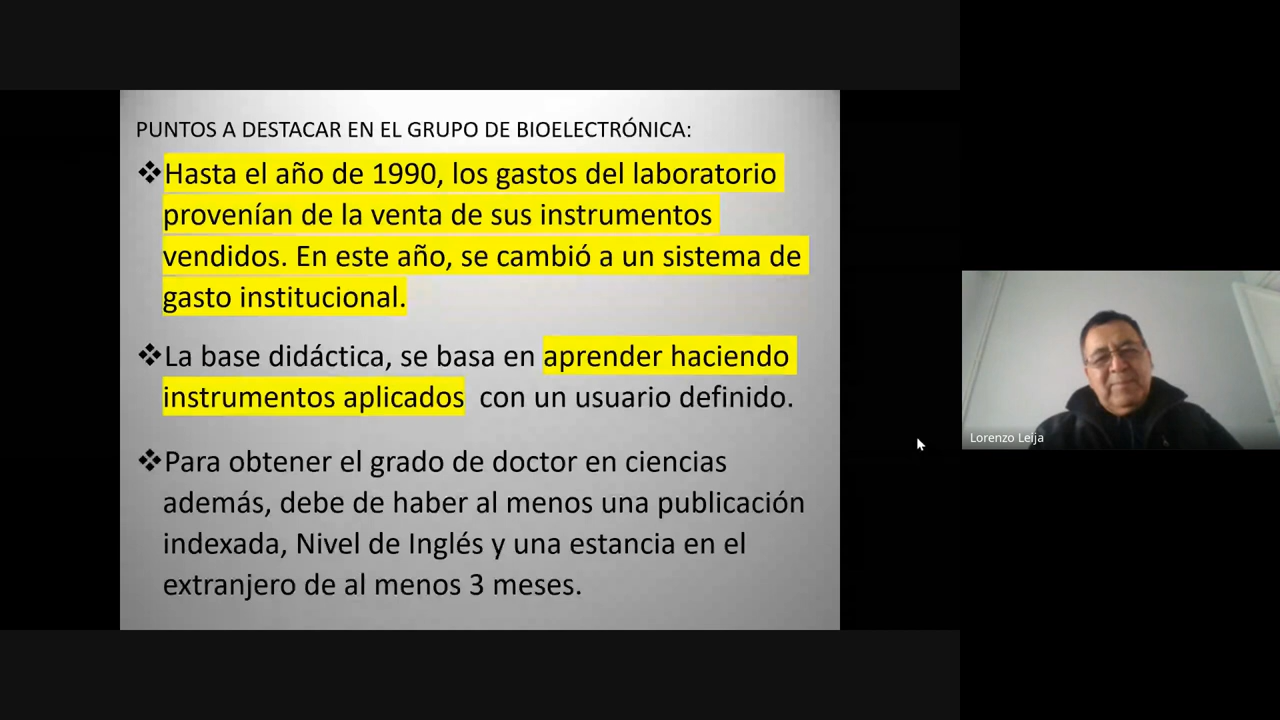 PUNTOS A DESTACAR EN EL GRUPO DE BIOELECTRÓNICA:
❖Hasta el año de 1990, los gastos del laboratorio
provenían de la venta de sus instrumentos
vendidos. En este año, se cambió a un sistema de
gasto institucional.
❖La base didáctica, se basa en aprender haciendo
instrumentos aplicados con un usuario definido.
❖Para obtener el grado de doctor en ciencias
además, debe de haber al menos una publicación
indexada, Nivel de Inglés y una estancia en el
extranjero de al menos 3 meses.
Lorenzo Leija